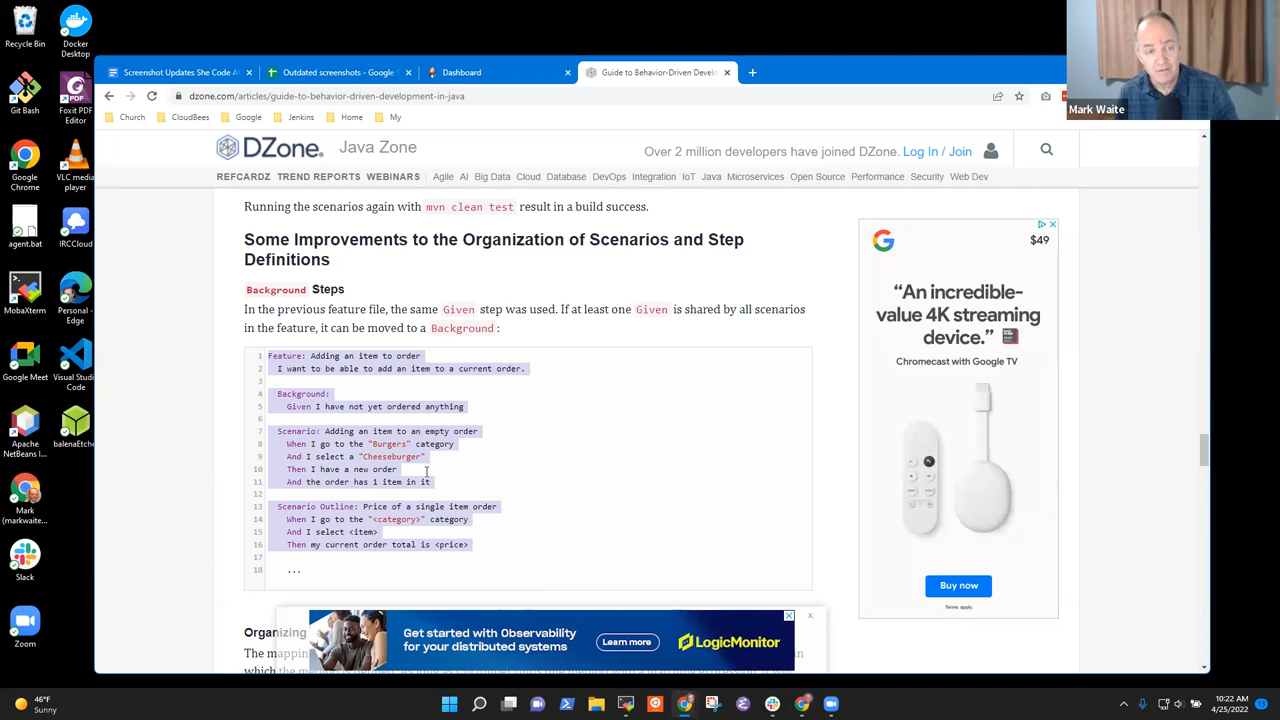 Recycle Bin
Docker Desktop
Git Bash
Foxit PDF Editor
Google Chrome
VLC media player
agent.bat
IRCCloud
MobaXterm
Personal - Edge
Google Meet
Visual Studio Code
Apache NetBeans I...
balenaEtcher
Mark (markwaite...
Slack
Zoom
Screenshot Updates She Code A
Outdated screenshots - Google S
Dashboard
Guide to Behavior-Driven Develo
dzone.com/articles/guide-to-behavior-driven-development-in-java
Church
CloudBees
Google
Jenkins
Home
My
Mark Waite
DZone. Java Zone
Over 2 million developers have joined DZone. Log In / Join
REFCARDZ TREND REPORTS WEBINARS Agile AI Big Data Cloud Database DevOps Integration IoT Java Microservices Open Source Performance Security Web Dev
Running the scenarios again with mvn clean test result in a build success.
Some Improvements to the Organization of Scenarios and Step
Definitions
Background Steps
In the previous feature file, the same Given step was used. If at least one Given is shared by all scenarios
in the feature, it can be moved to a Background :
1 Feature: Adding an item to order
2 I want to be able to add an item to a current order.
3
4 Background:
5 Given I have not yet ordered anything
6
7 Scenario: Adding an item to an empty order
8 When I go to the "Burgers" category
9 And I select a "Cheeseburger"
10 Then I have a new order
11 And the order has 1 item in it
12
13 Scenario Outline: Price of a single item order
14 When I go to the "<category>" category
15 And I select <item>
16 Then my current order total is <price>
17
18 ...
Organizing
The mappin
in
$49
“An incredible-
value 4K streaming
device.”
Chromecast with Google TV
Buy now
Terms apply.
Get started with Observability
for your distributed systems
Learn more
LogicMonitor
46°F
Sunny
10:22 AM
4/25/2022